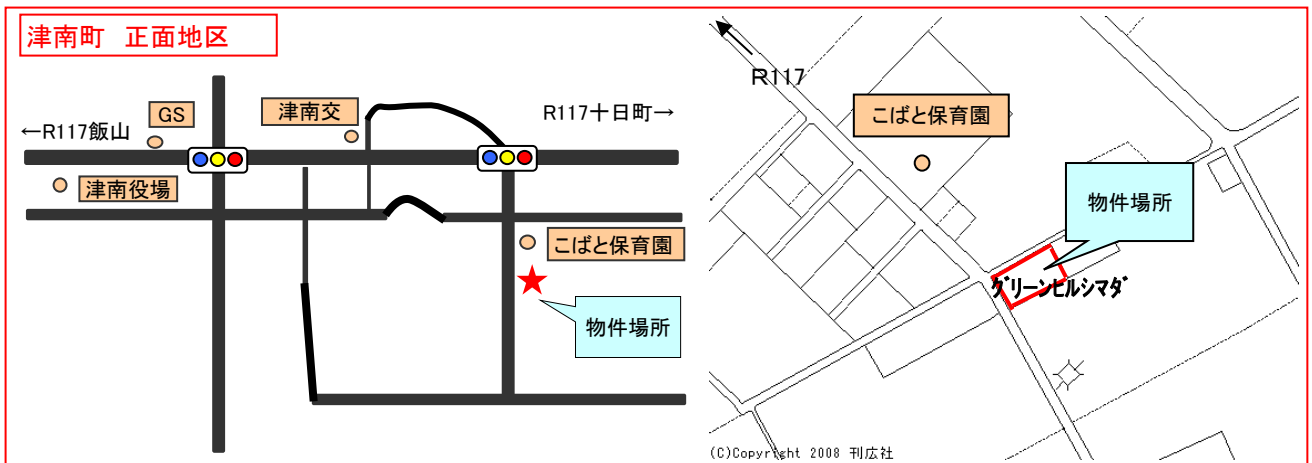 津南町 正面地区
GS
津南交
←R117飯山
R117十日町→
津南役場
こばと保育園
物件場所
R117
こばと保育園
物件場所
グリーンヒルシマダ
(C)Copyright 2008 刊広社